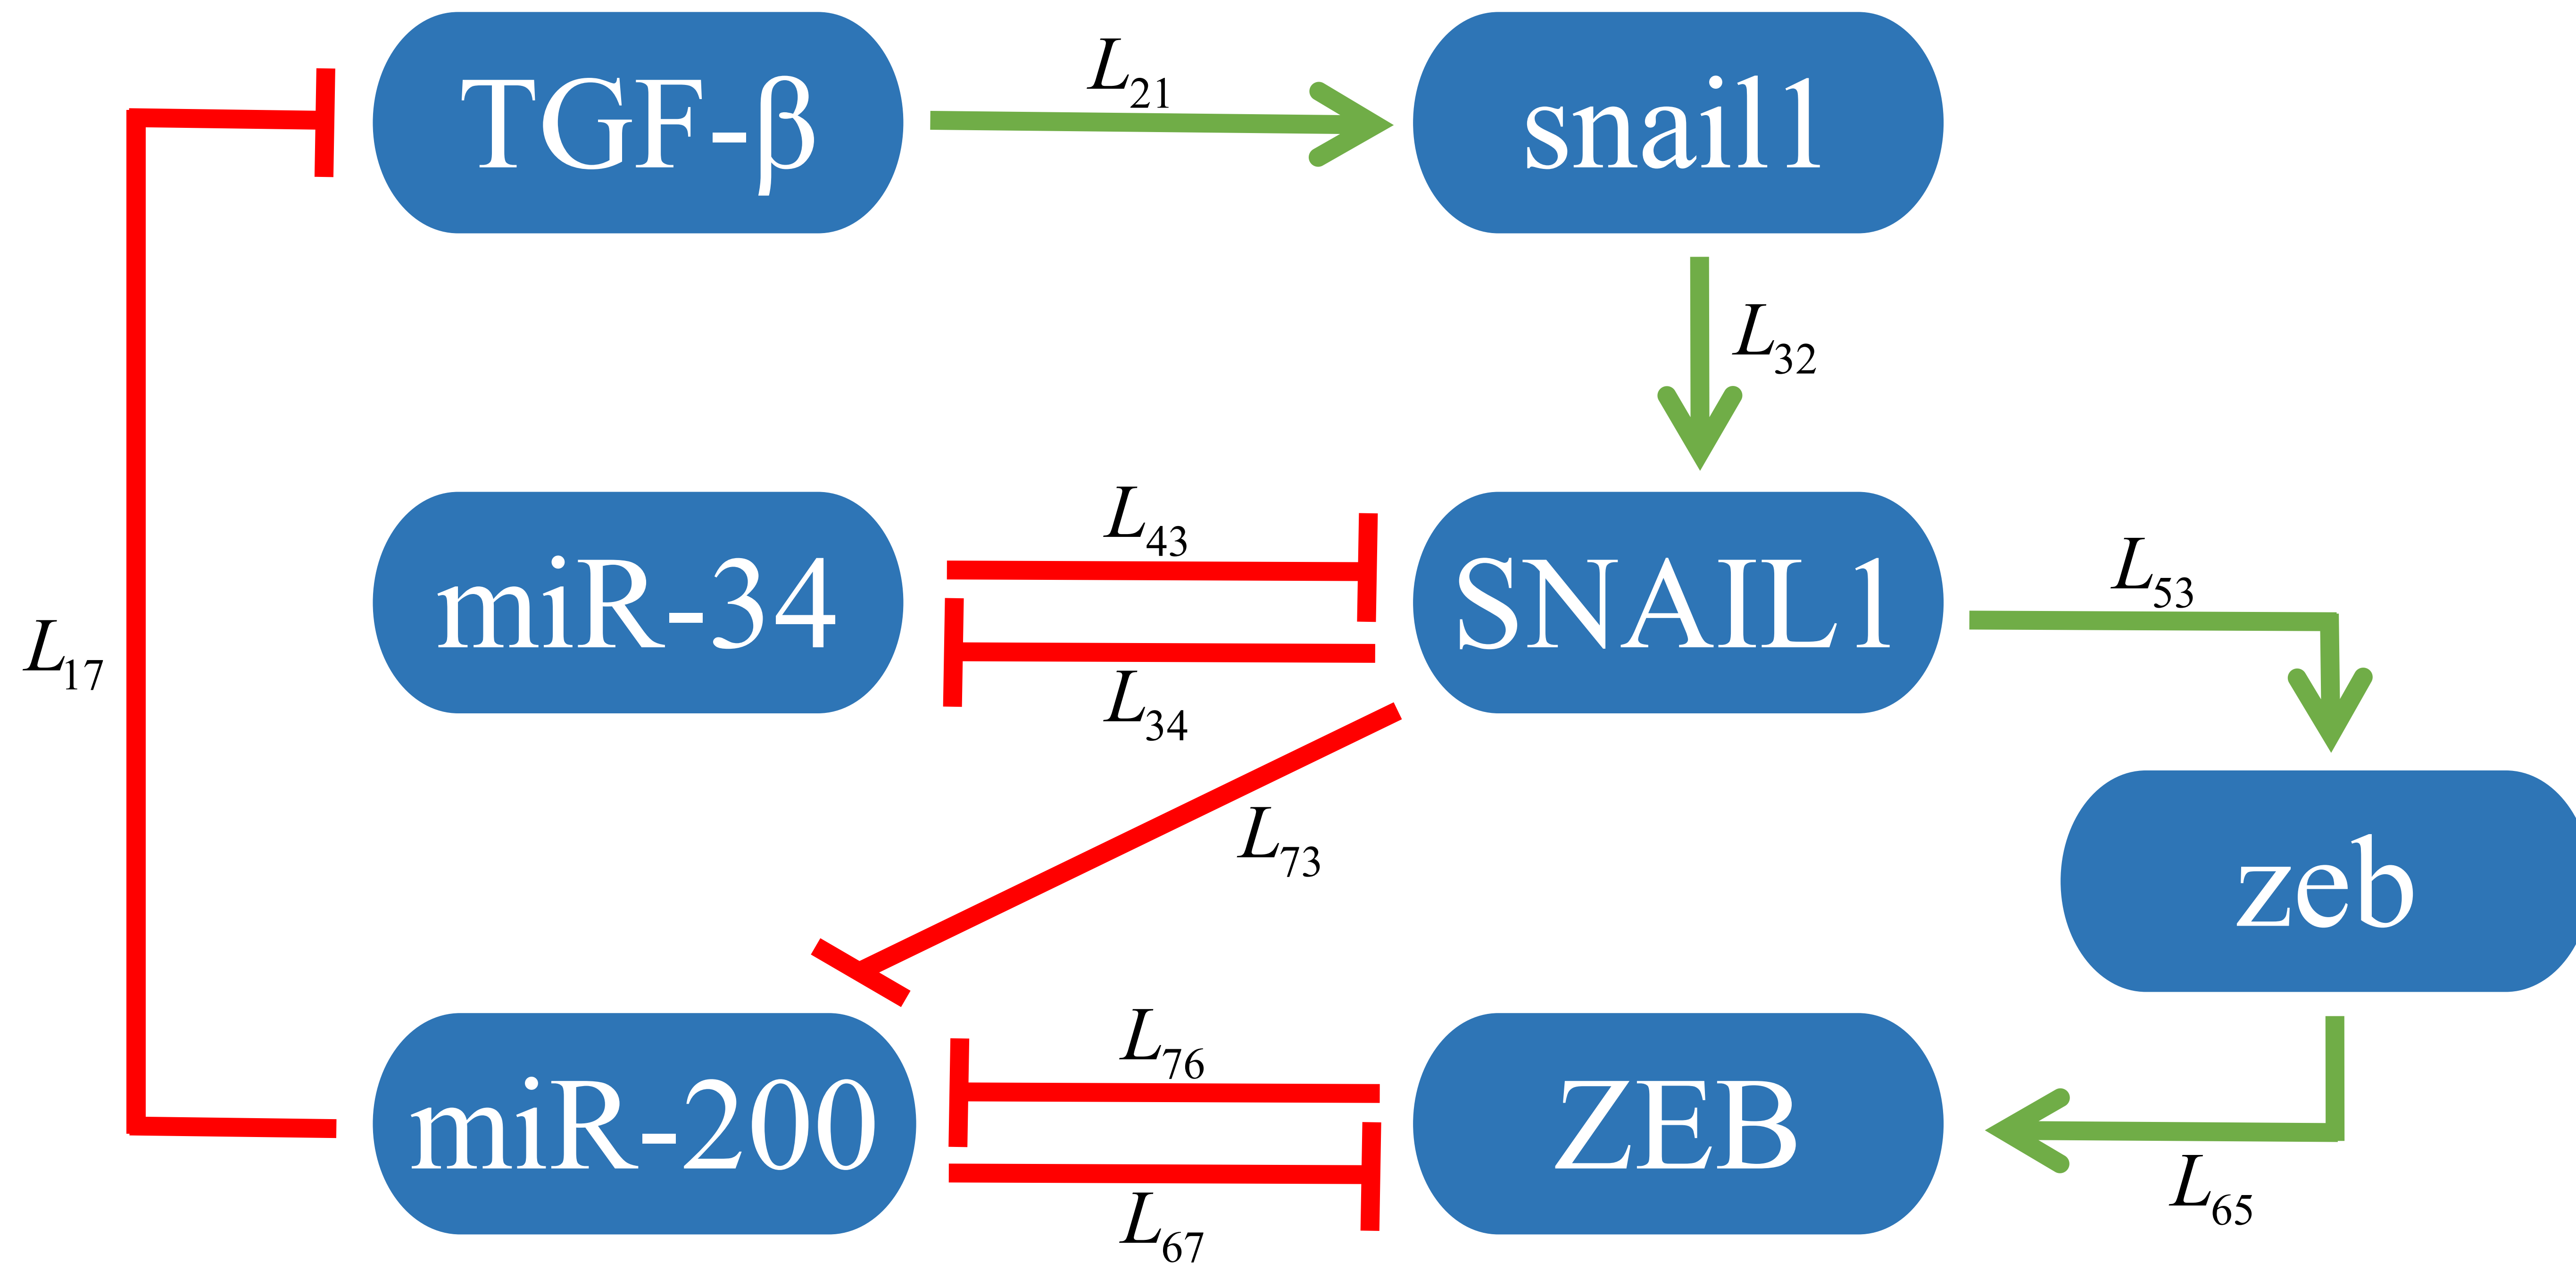 TGF-β
L21
snail1
L32
miR-34
L43
L34
SNAIL1
L53
L17
L73
zeb
miR-200
L76
L67
ZEB
L65